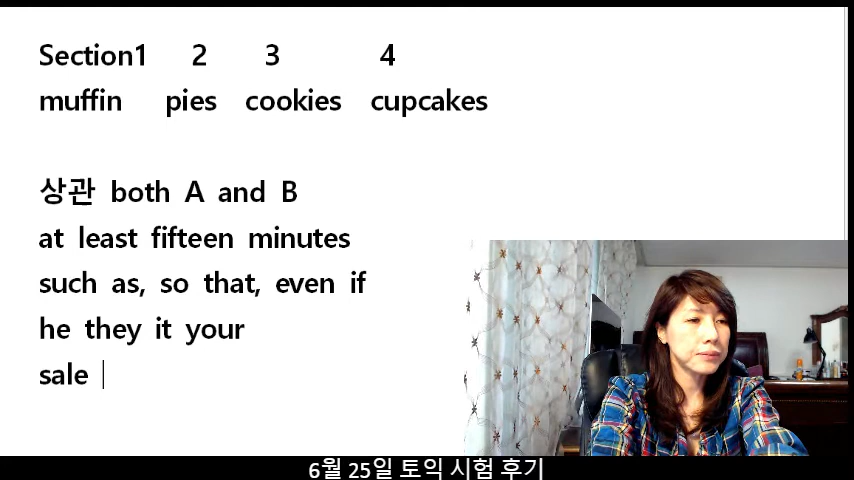 Section1 2 3 4
muffin pies cookies cupcakes
상관 both A and B
at least fifteen minutes
such as, so that, even if
he they it your
sale
6월 25일 토익 시험 후기